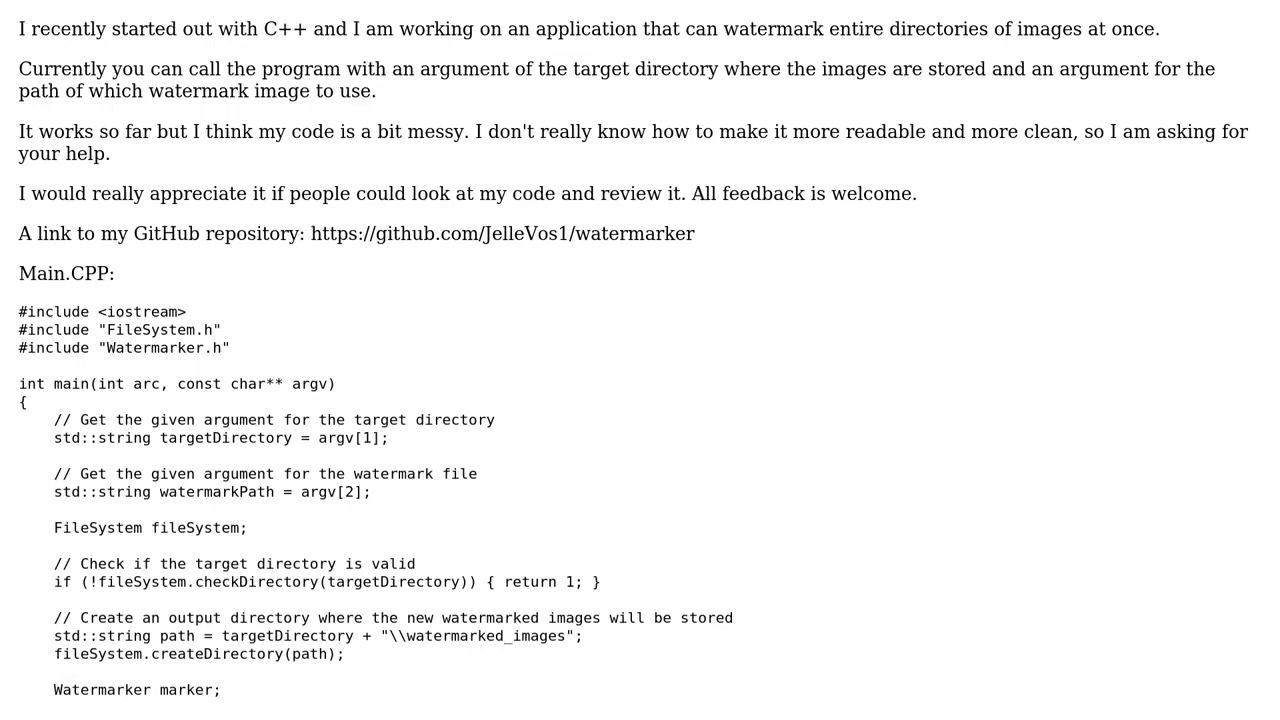 I recently started out with C++ and I am working on an application that can watermark entire directories of images at once.
Currently you can call the program with an argument of the target directory where the images are stored and an argument for the
path of which watermark image to use.
It works so far but I think my code is a bit messy. I don't really know how to make it more readable and more clean, so I am asking for
your help.
I would really appreciate it if people could look at my code and review it. All feedback is welcome.
A link to my GitHub repository: https://github.com/JelleVos1/watermarker
Main.CPP:
#include <iostream>
#include "FileSystem.h"
#include "Watermarker.h"
int main(int arc, const char** argv)
{
    // Get the given argument for the target directory
    std::string targetDirectory = argv[1];
    // Get the given argument for the watermark file
    std::string watermarkPath = argv[2];
    FileSystem fileSystem;
    // Check if the target directory is valid
    if (!fileSystem.checkDirectory(targetDirectory)) { return 1; }
    // Create an output directory where the new watermarked images will be stored
    std::string path = targetDirectory + "\\watermarked_images";
    fileSystem.createDirectory(path);
    Watermarker marker;